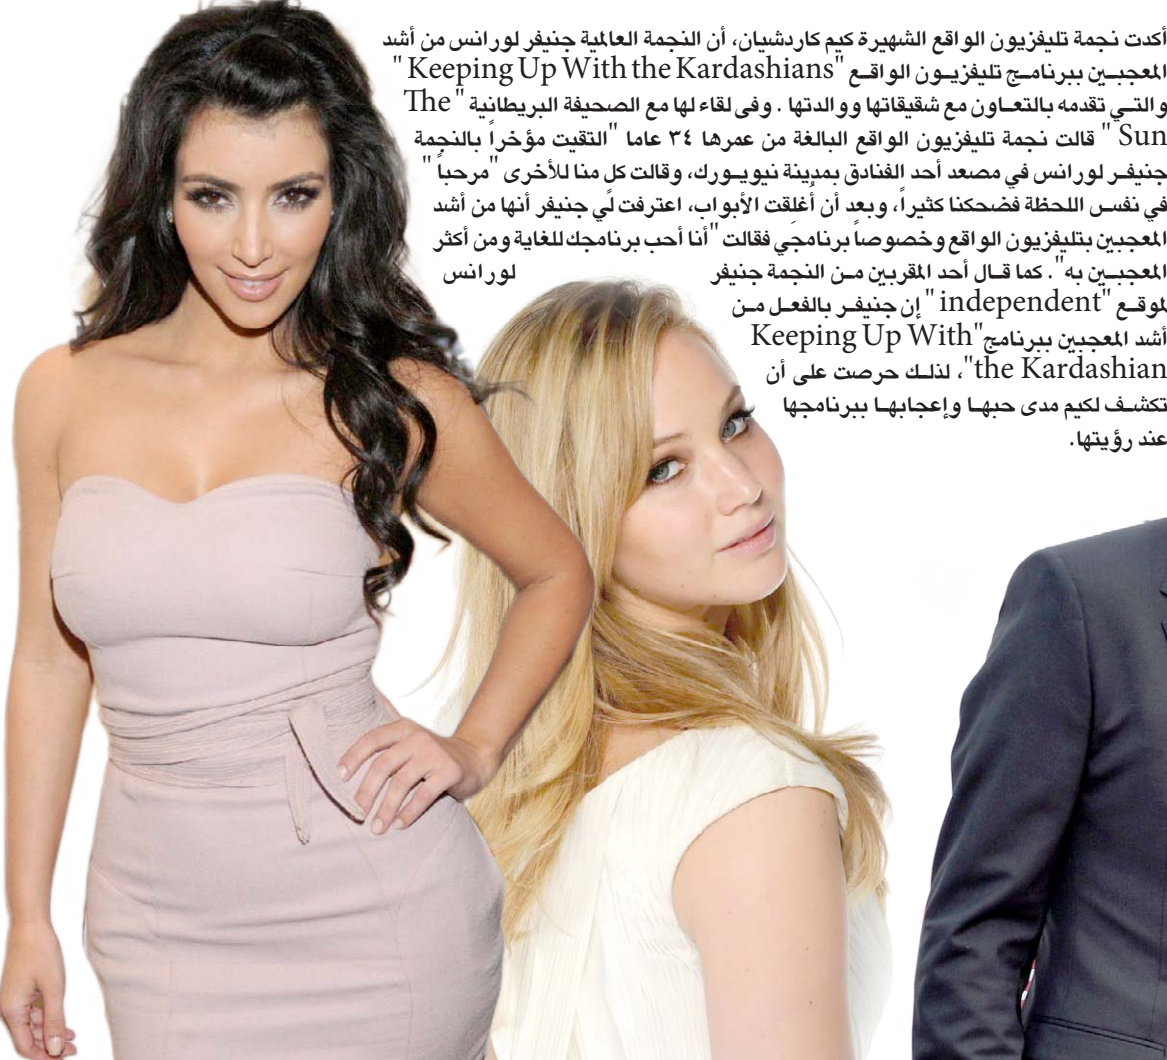 أكدت نجمة تليفزيون الواقع الشهيرة كيم كاردشيان، أن النجمة العالمية جنيفر لورانس من أشد
المعجبين ببرنامج تليفزيون الواقع "Keeping Up With the Kardashians "
والتي تقدمه بالتعاون مع شقيقاتها ووالدتها . وفى لقاء لها مع الصحيفة البريطانية " The
Sun " قالت نجمة تليفزيون الواقع البالغة من عمرها ٣٤ عاما "التقيت مؤخراً بالنجمة
جنيفر لورانس في مصعد أحد الفنادق بمدينة نيويورك، وقالت كل منا للأخرى "مرحباً "
في نفس اللحظة فضحكنا كثيراً، وبعد أن أُغلِقت الأبواب، اعترفت لي جنيفر أنها من أشد
المعجبين بتليفزيون الواقع وخصوصاً برنامجي فقالت "أنا أحب برنامجك للغاية ومن أكثر
المعجبين به". كما قال أحد المقربين من النجمة جنيفر لورانس
لموقع "independent " إن جنيفر بالفعل من
أشد المعجبين ببرنامج"Keeping Up With
the Kardashian"، لذلك حرصت على أن
تكشف لكيم مدى حبها وإعجابها ببرنامجها
عند رؤيتها.